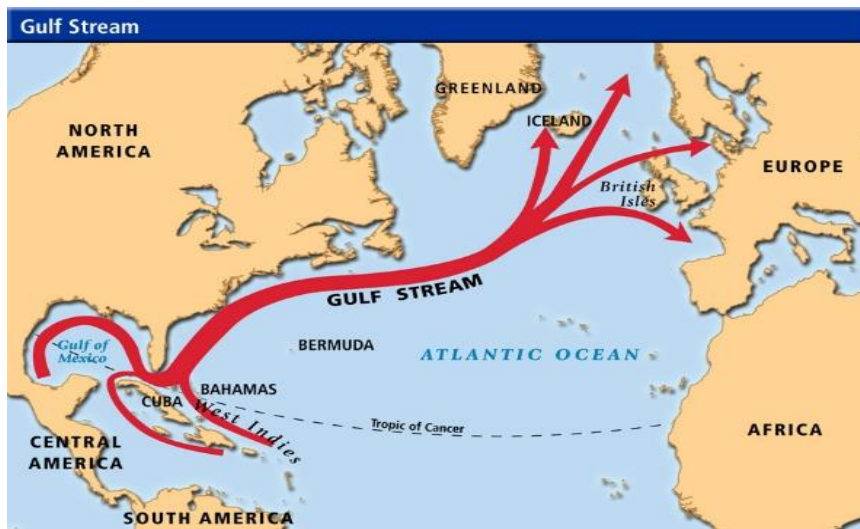 Gulf Stream
GREENLAND
ICELAND
NORTH
AMERICA
EUROPE
British
Isles
GULF STREAM
Gulf of
Mexico
BERMUDA
ATLANTIC OCEAN
CUBA
BAHAMAS
West Indies
Tropic of Cancer
CENTRAL
AMERICA
AFRICA
SOUTH AMERICA